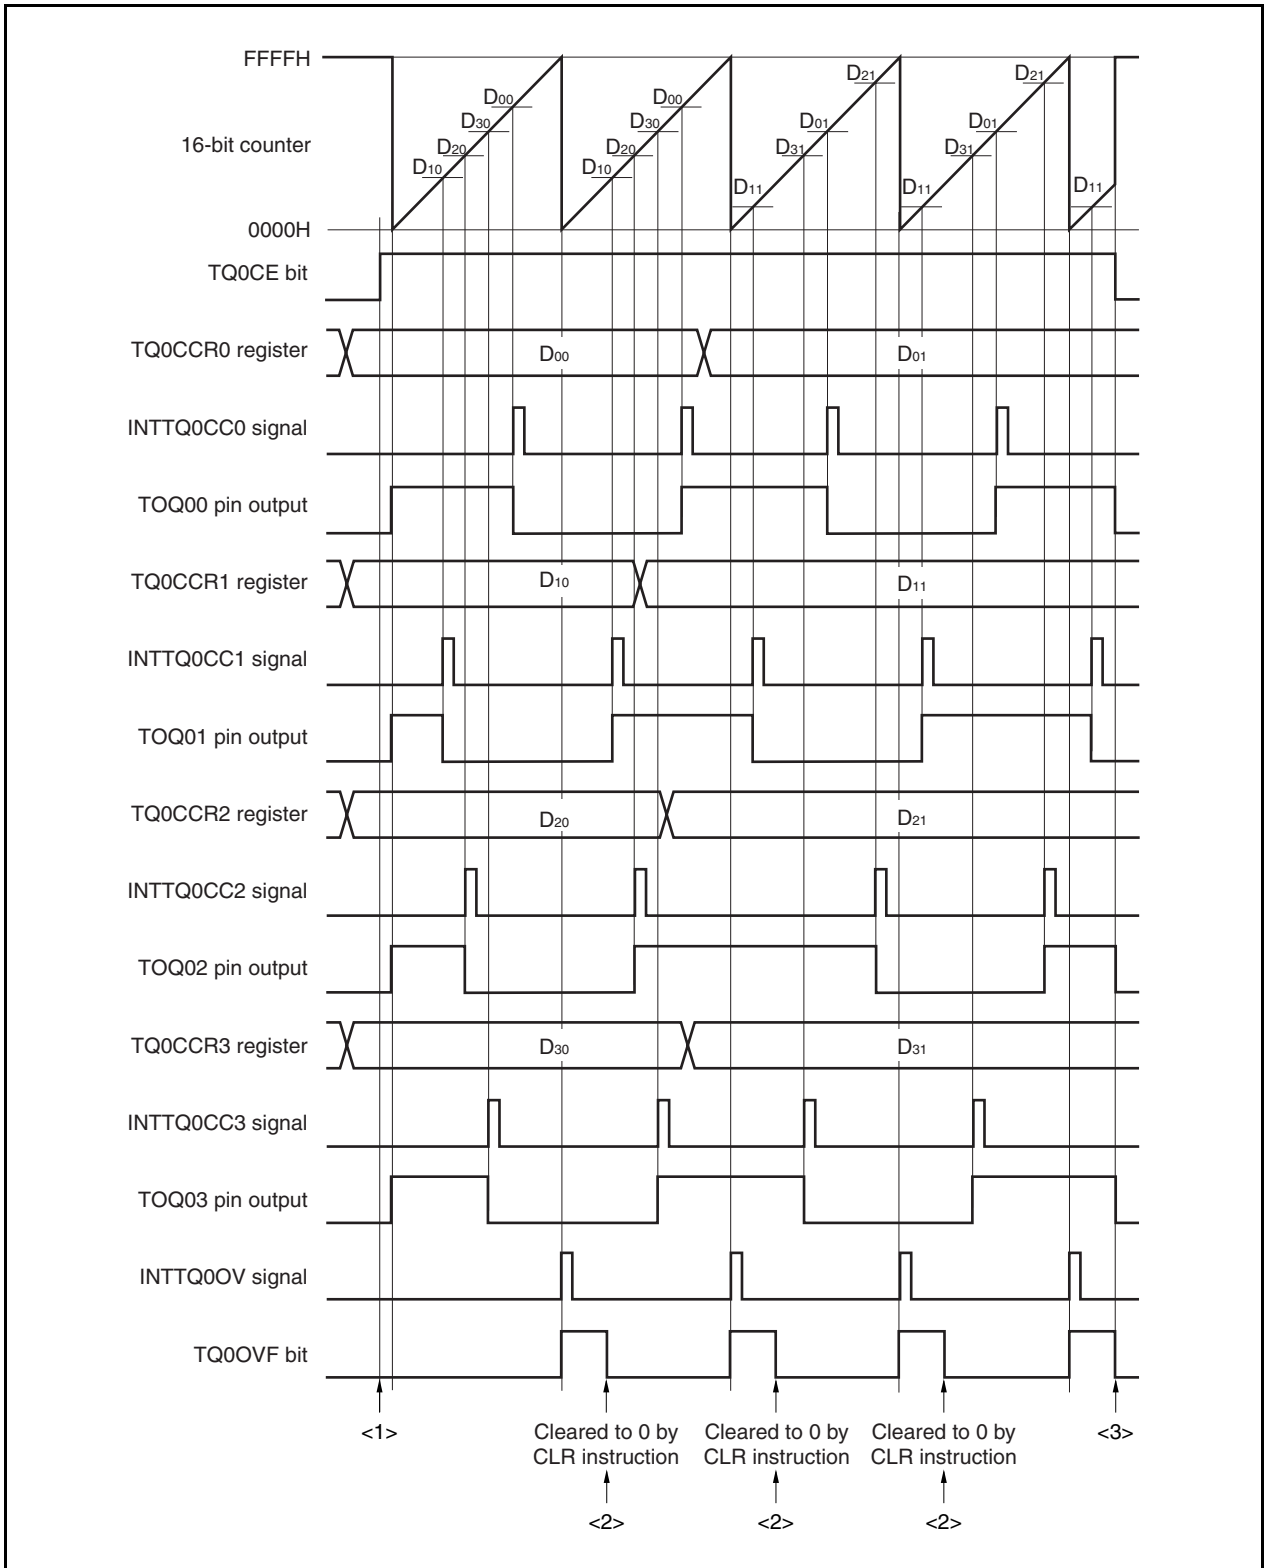 FFFFH
D21 D21
D00 D00
D30 D30 D01 D01
16-bit counter
D20 D20 D31 D31
D10 D10
D11 D11 D11
0000H
TQ0CE bit
TQ0CCR0 register D00 D01
INTTQ0CC0 signal
TOQ00 pin output
TQ0CCR1 register D10 D11
INTTQ0CC1 signal
TOQ01 pin output
TQ0CCR2 register D20 D21
INTTQ0CC2 signal
TOQ02 pin output
TQ0CCR3 register D30 D31
INTTQ0CC3 signal
TOQ03 pin output
INTTQ0OV signal
TQ0OVF bit
<1> Cleared to 0 by Cleared to 0 by Cleared to 0 by <3>
CLR instruction CLR instruction CLR instruction
<2> <2> <2>